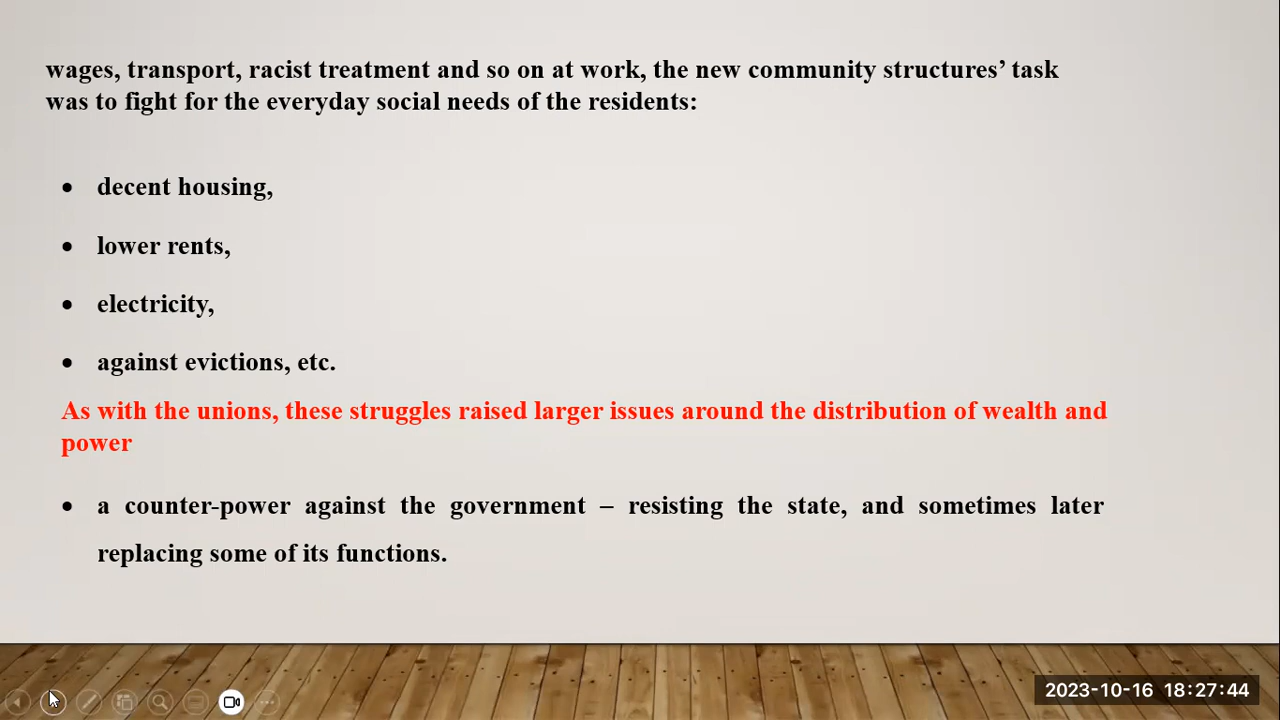 wages, transport, racist treatment and so on at work, the new community structures’ task
was to fight for the everyday social needs of the residents:
• decent housing,
• lower rents,
• electricity,
• against evictions, etc.
As with the unions, these struggles raised larger issues around the distribution of wealth and
power
• a counter-power against the government – resisting the state, and sometimes later
replacing some of its functions.
2023-10-16 18:27:44